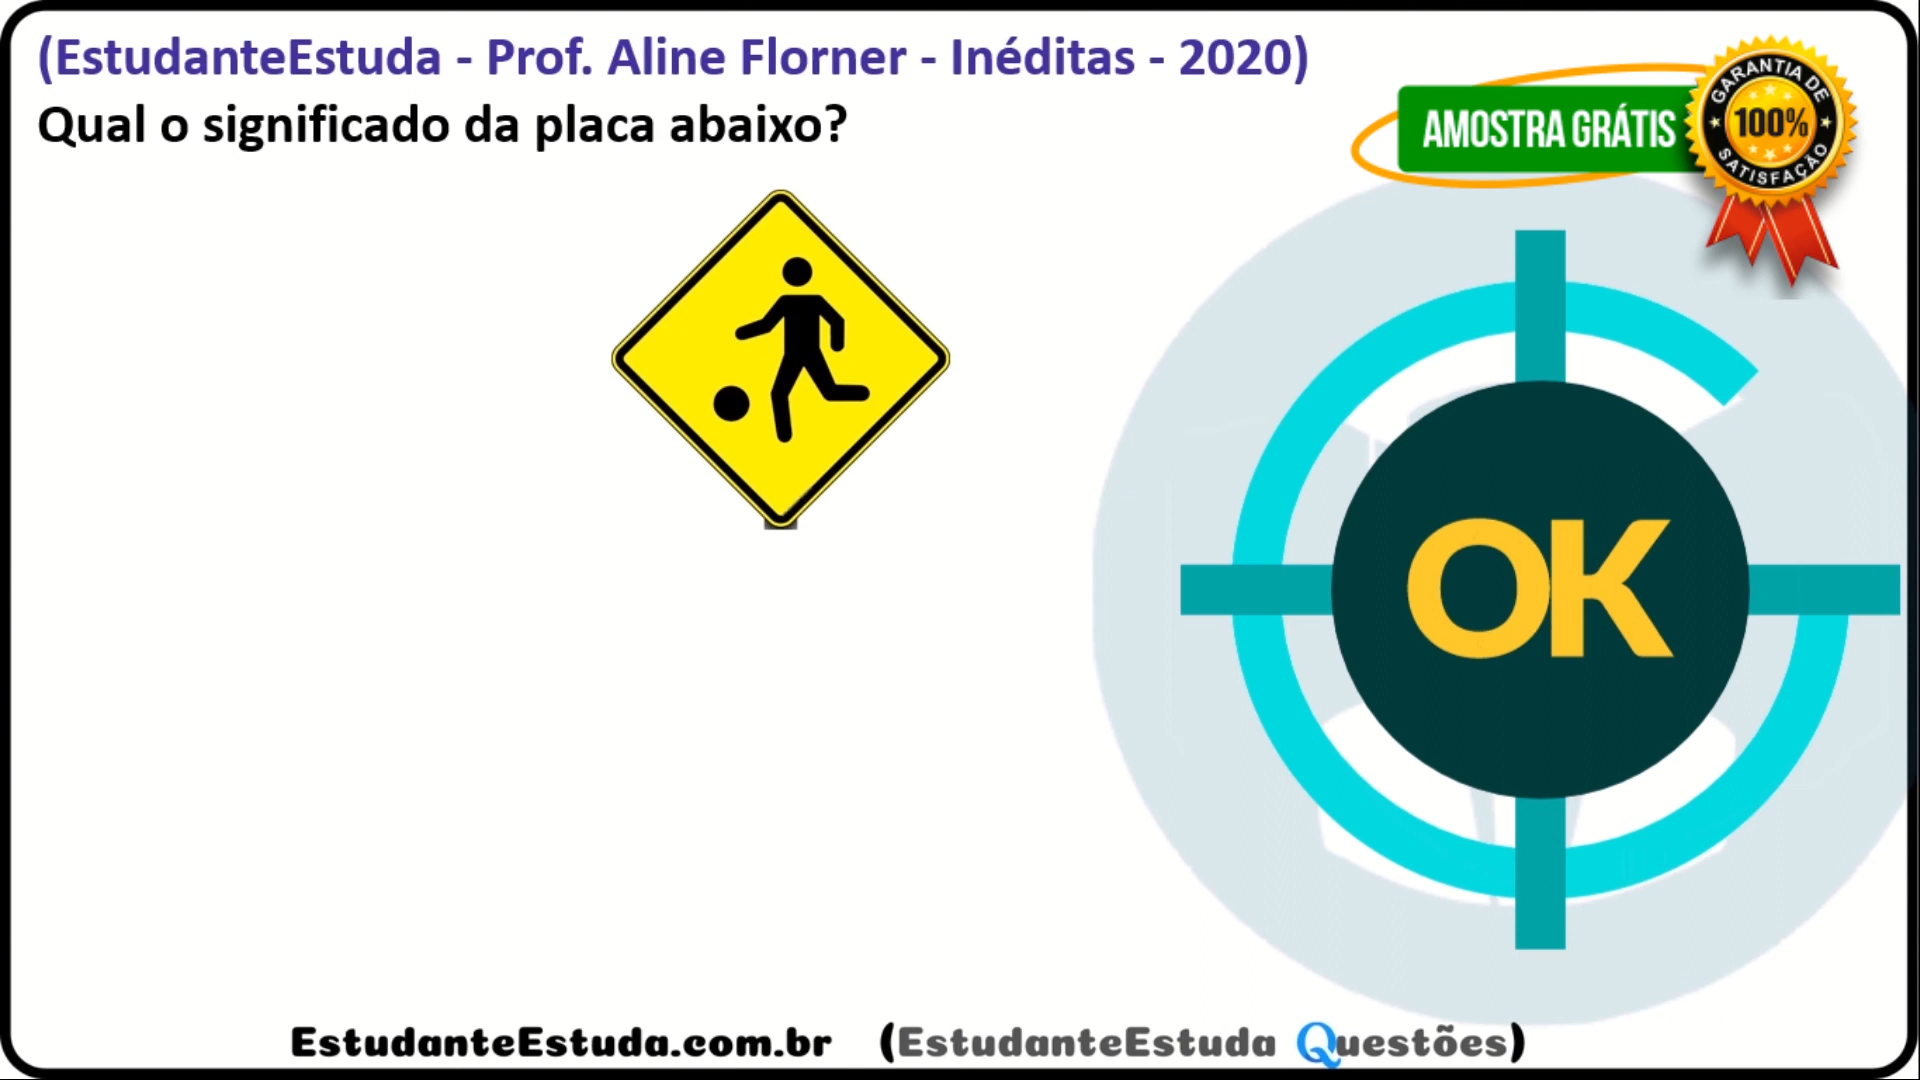 (EstudanteEstuda - Prof. Aline Florner - Inéditas - 2020)
Qual o significado da placa abaixo?
AMOSTRA GRÁTIS
GARANTIA DE
100%
SATISFAÇÃO
OK
EstudanteEstuda.com.br (EstudanteEstuda Questões)